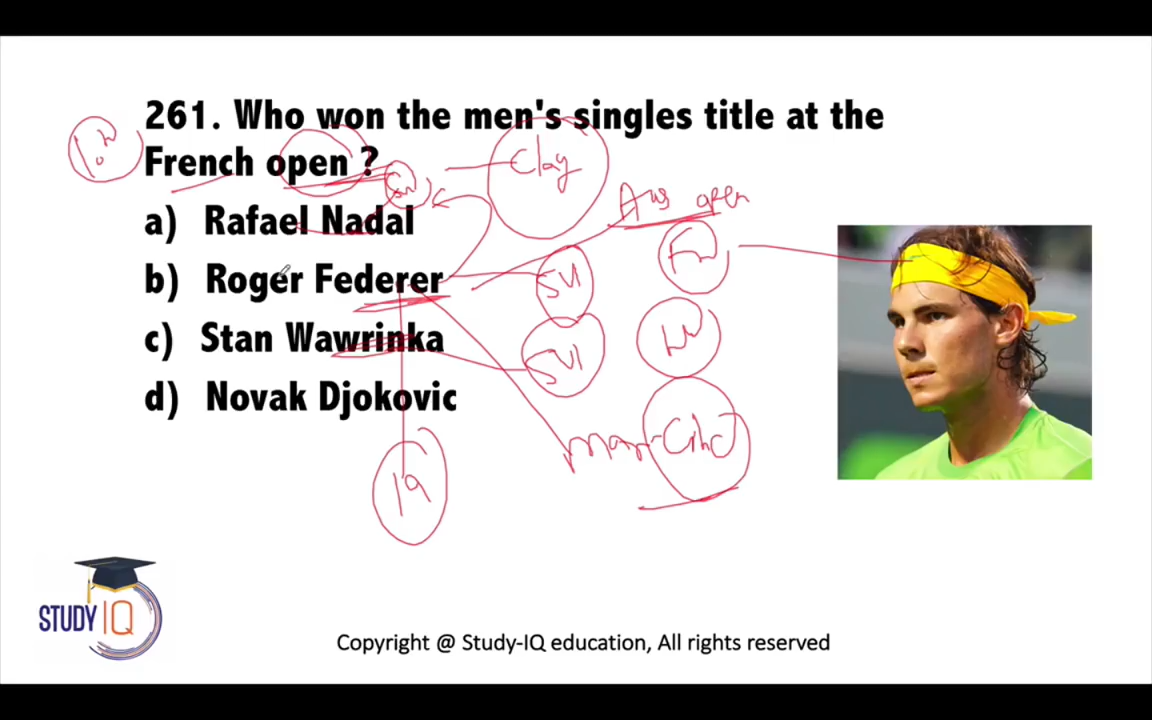 261. Who won the men's singles title at the
French open ?
a) Rafael Nadal
b) Roger Federer
c) Stan Wawrinka
d) Novak Djokovic
Clay
Aus open
19
STUDY IQ
Copyright @ Study-IQ education, All rights reserved